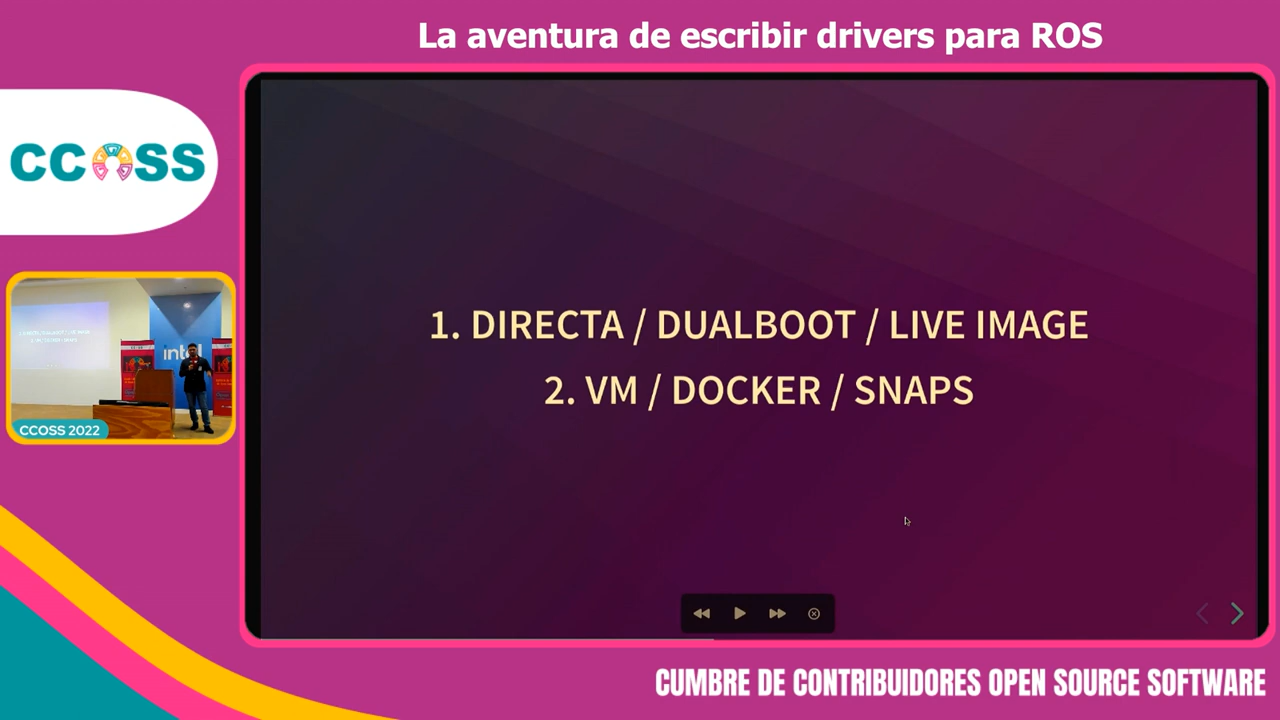 La aventura de escribir drivers para ROS
CCOSS
1. DIRECTA / DUALBOOT / LIVE IMAGE
2. VM / DOCKER / SNAPS
intel
CCOSS 2022
CUMBRE DE CONTRIBUIDORES OPEN SOURCE SOFTWARE